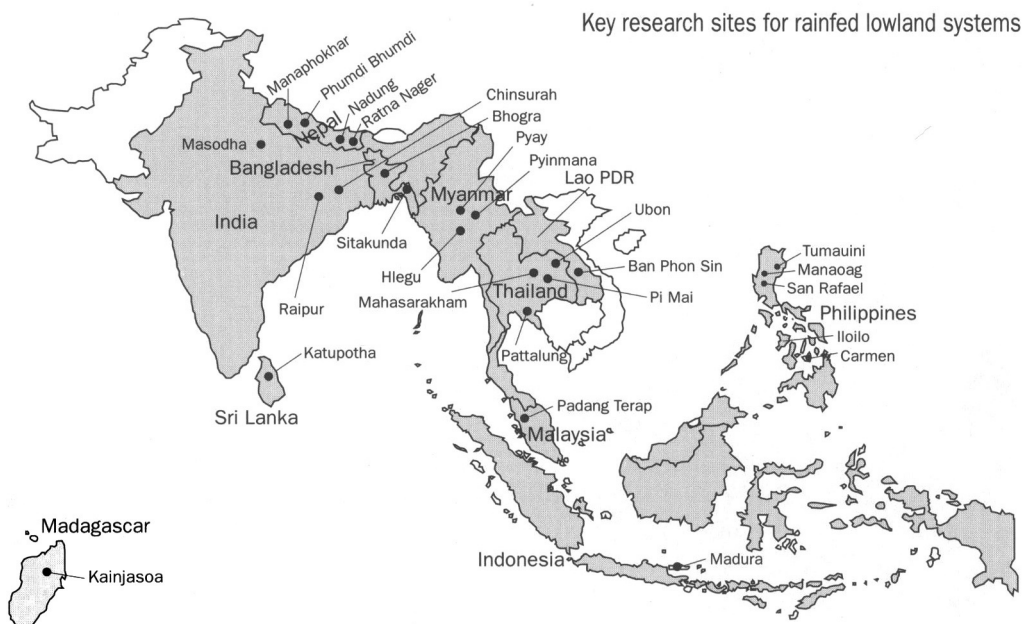 Key research sites for rainfed lowland systems
Manaphokhar
Phumdi Bhumdi
Nadung
Ratna Nager
Nepal
Chinsurah
Bhogra
Pyay
Pyinmana
Masodha
Bangladesh
Lao PDR
Myanmar
India
Ubon
Sitakunda
Hlegu
Ban Phon Sin
Tumauini
Manaoag
San Rafael
Raipur
Mahasarakham
Thailand
Pi Mai
Philippines
Iloilo
Carmen
Pattalung
Katupotha
Sri Lanka
Padang Terap
Malaysia
Madagascar
Kainjasoa
Indonesia
Madura